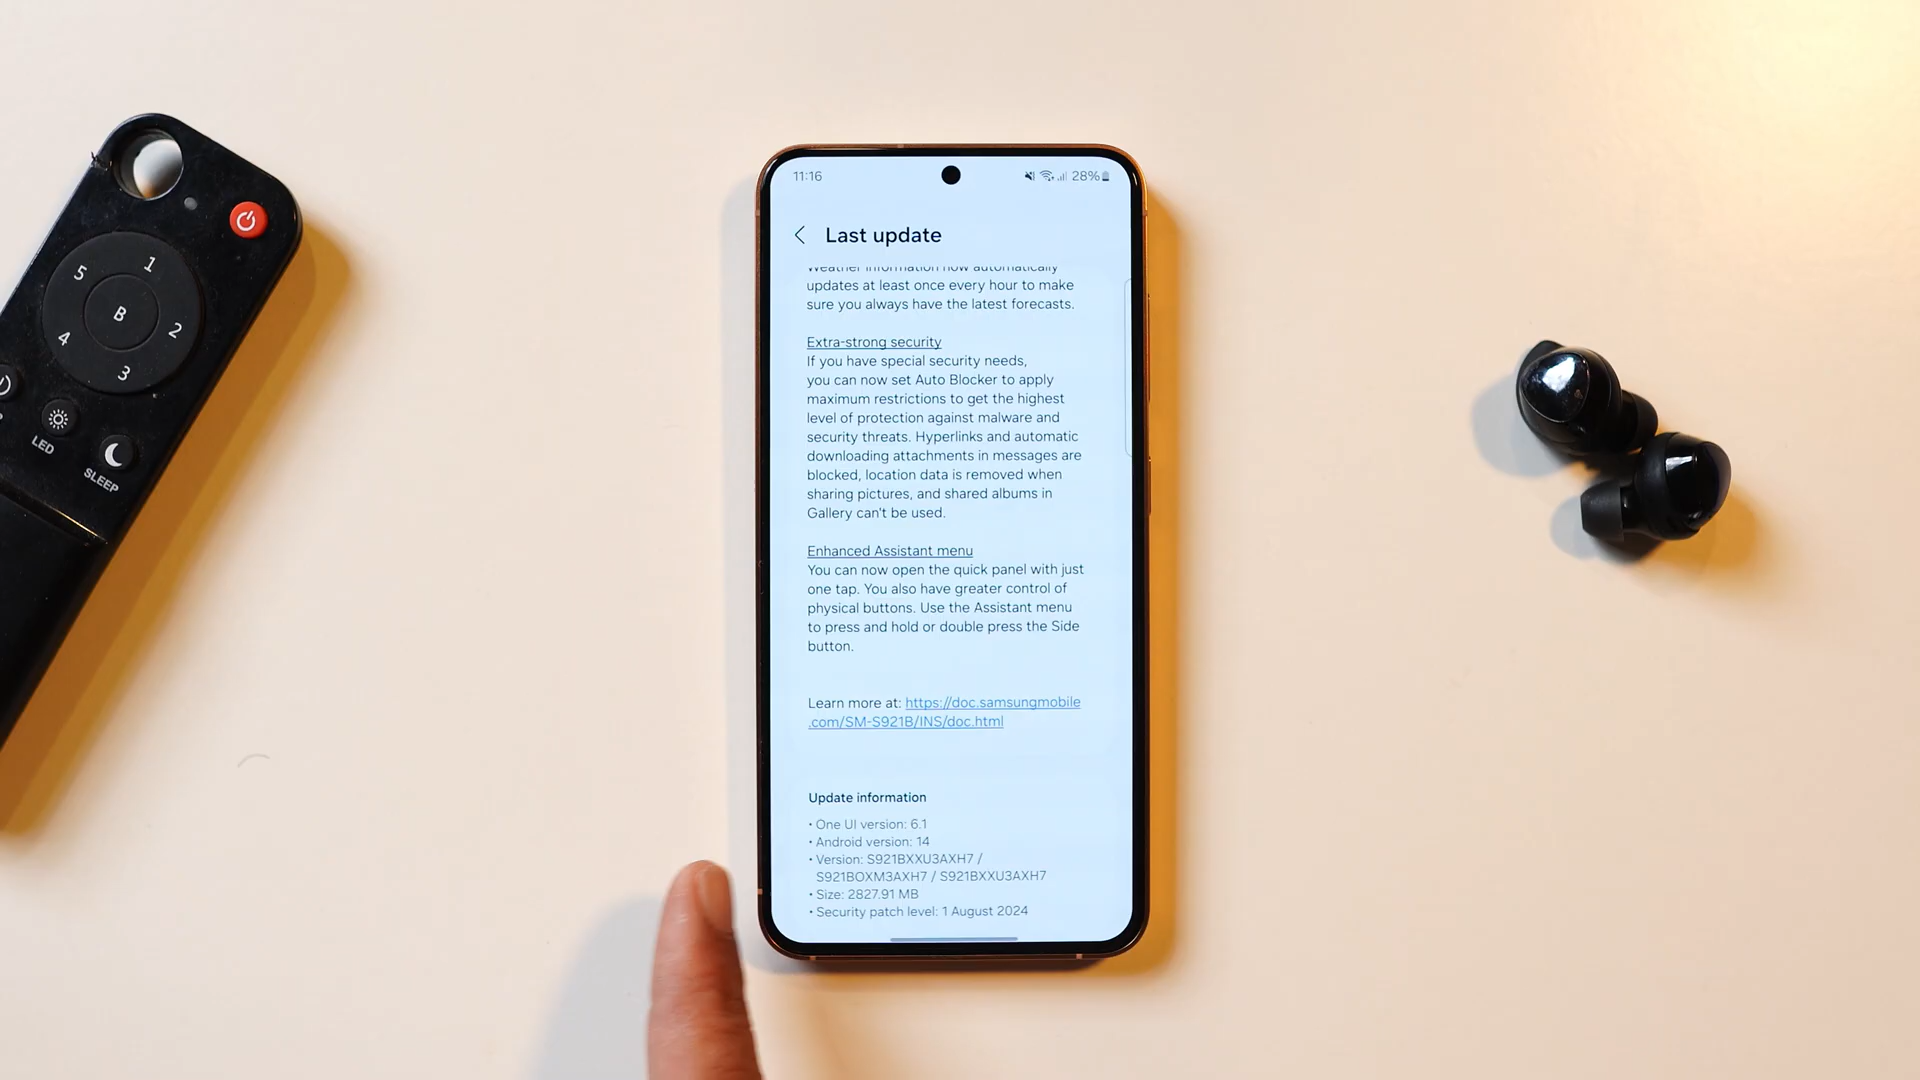 11:16
28%
Last update
Weather information now automatically
updates at least once every hour to make
sure you always have the latest forecasts.
Extra-strong security
If you have special security needs,
you can now set Auto Blocker to apply
maximum restrictions to get the highest
level of protection against malware and
security threats. Hyperlinks and automatic
downloading attachments in messages are
blocked, location data is removed when
sharing pictures, and shared albums in
Gallery can't be used.
Enhanced Assistant menu
You can now open the quick panel with just
one tap. You also have greater control of
physical buttons. Use the Assistant menu
to press and hold or double press the Side
button.
Learn more at: https://doc.samsungmobile
.com/SM-S921B/INS/doc.html
Update information
• One UI version: 6.1
• Android version: 14
• Version: S921BXXU3AXH7 /
S921BOXM3AXH7 / S921BXXU3AXH7
• Size: 2827.91 MB
• Security patch level: 1 August 2024
1
5
B
2
4
3
LED
SLEEP